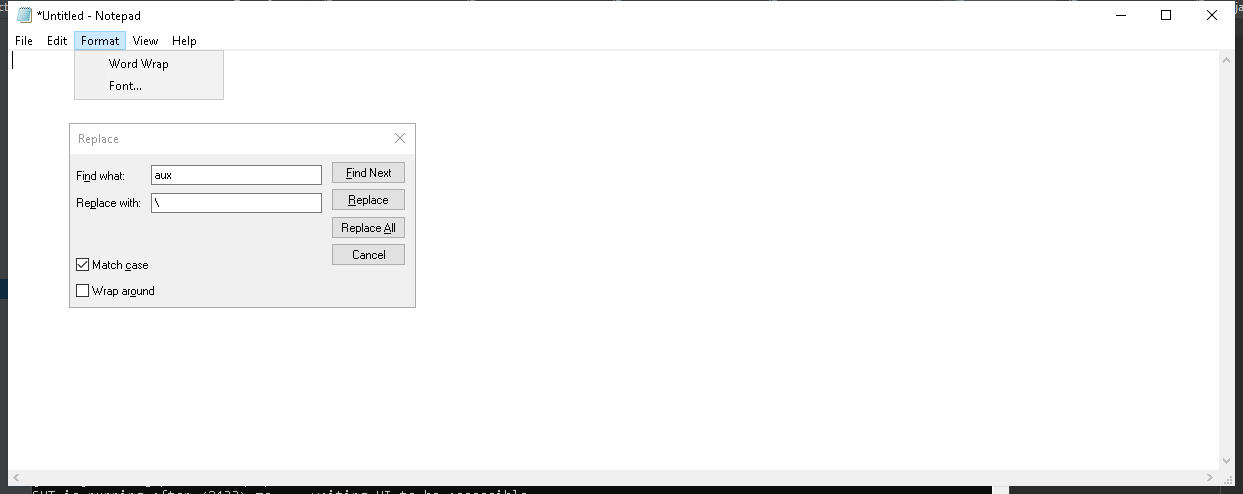 *Untitled - Notepad
File Edit Format View Help
Word Wrap
Font...
Replace
Find what: aux Find Next
Replace with: \ Replace
Replace All
Cancel
Match case
Wrap around